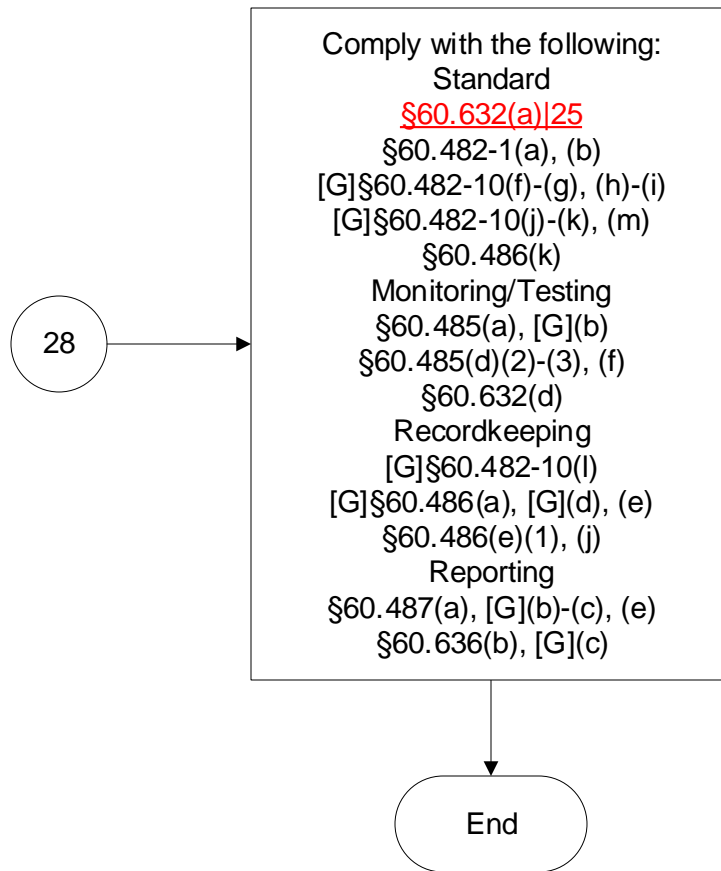 Comply with the following:
Standard
§60.632(a)|25
§60.482-1(a), (b)
[G]§60.482-10(f)-(g), (h)-(i)
[G]§60.482-10(j)-(k), (m)
§60.486(k)
Monitoring/Testing
§60.485(a), [G](b)
§60.485(d)(2)-(3), (f)
§60.632(d)
Recordkeeping
[G]§60.482-10(l)
[G]§60.486(a), [G](d), (e)
§60.486(e)(1), (j)
Reporting
§60.487(a), [G](b)-(c), (e)
§60.636(b), [G](c)
28
End